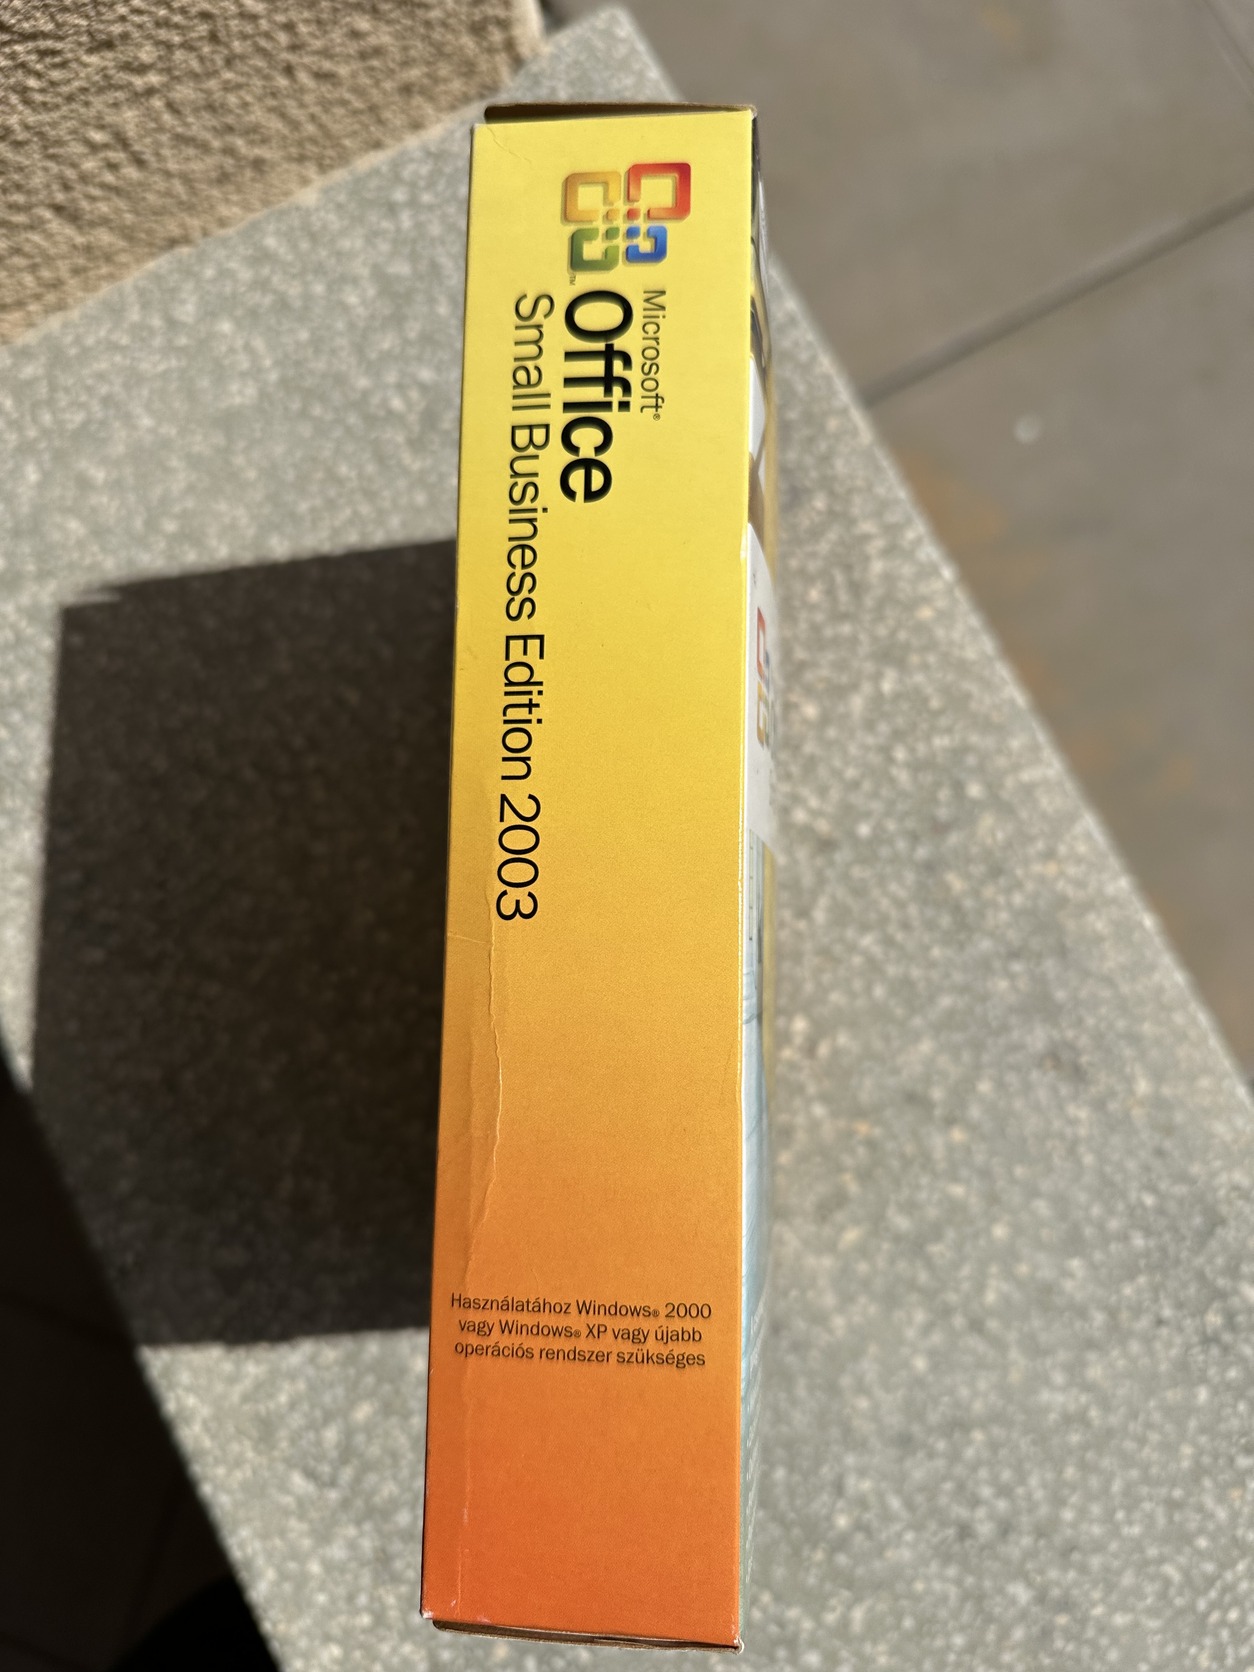 Microsoft®
Office
Small Business Edition 2003
Használatához Windows® 2000
vagy Windows® XP vagy újabb
operációs rendszer szükséges